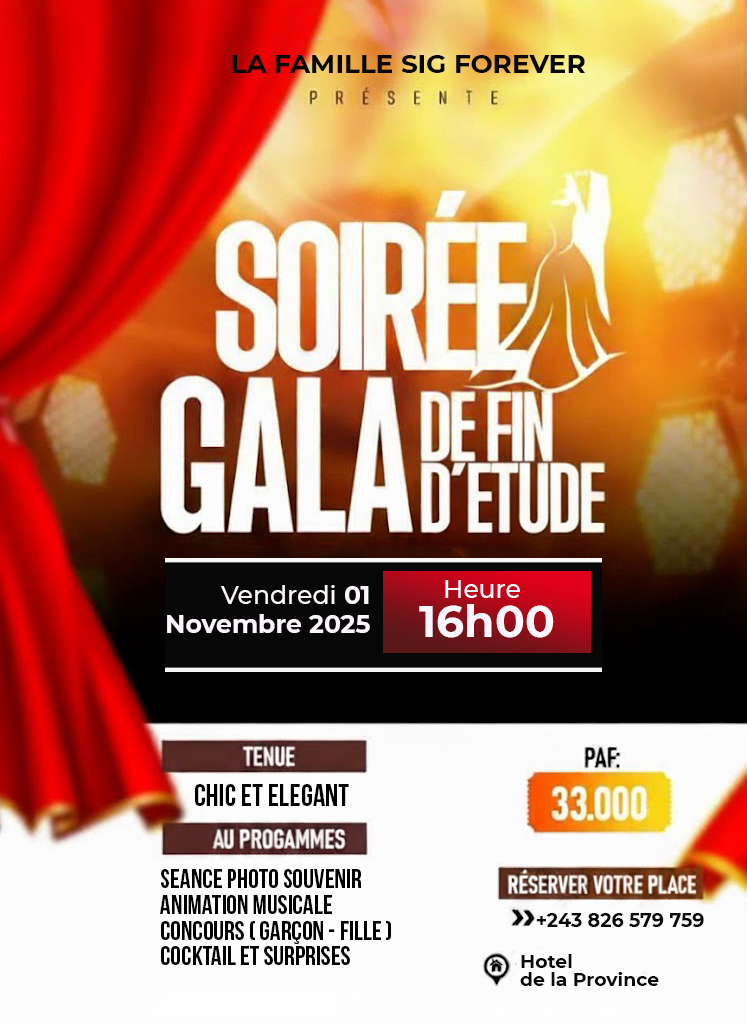 LA FAMILLE SIG FOREVER
PRÉSENTE
SOIRÉE
GALA
DE FIN
D'ETUDE
Vendredi 01
Novembre 2025
Heure
16h00
TENUE
CHIC ET ELEGANT
AU PROGAMMES
SEANCE PHOTO SOUVENIR
ANIMATION MUSICALE
CONCOURS ( GARÇON - FILLE )
COCKTAIL ET SURPRISES
PAF:
33.000
RÉSERVER VOTRE PLACE
+243 826 579 759
Hotel
de la Province